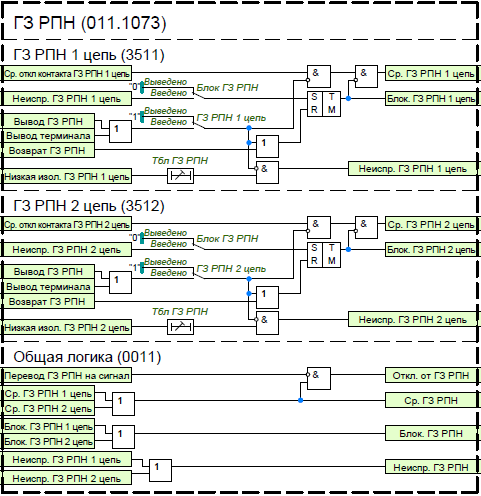 ГЗ РПН (011.1073)
ГЗ РПН 1 цепь (3511)
Ср. откл контакта ГЗ РПН 1 цепь
& &
Ср. ГЗ РПН 1 цепь
"0" Выведено
Введено
Блок ГЗ РПН
Неиспр. ГЗ РПН 1 цепь
S T
R M
Блок. ГЗ РПН 1 цепь
"1" Выведено
Введено
ГЗ РПН 1 цепь
Вывод ГЗ РПН
Вывод терминала
1
Возврат ГЗ РПН
1
Тбл ГЗ РПН
&
Низкая изол. ГЗ РПН 1 цепь
Неиспр. ГЗ РПН 1 цепь
ГЗ РПН 2 цепь (3512)
Ср. откл контакта ГЗ РПН 2 цепь
& &
Ср. ГЗ РПН 2 цепь
"0" Выведено
Введено
Блок ГЗ РПН
Неиспр. ГЗ РПН 2 цепь
S T
R M
Блок. ГЗ РПН 2 цепь
"1" Выведено
Введено
ГЗ РПН 2 цепь
Вывод ГЗ РПН
Вывод терминала
1
Возврат ГЗ РПН
1
Тбл ГЗ РПН
&
Низкая изол. ГЗ РПН 2 цепь
Неиспр. ГЗ РПН 2 цепь
Общая логика (0011)
Перевод ГЗ РПН на сигнал
&
Откл. от ГЗ РПН
Ср. ГЗ РПН 1 цепь
Ср. ГЗ РПН 2 цепь
1
Ср. ГЗ РПН
Блок. ГЗ РПН 1 цепь
Блок. ГЗ РПН 2 цепь
1
Блок. ГЗ РПН
Неиспр. ГЗ РПН 1 цепь
Неиспр. ГЗ РПН 2 цепь
1
Неиспр. ГЗ РПН